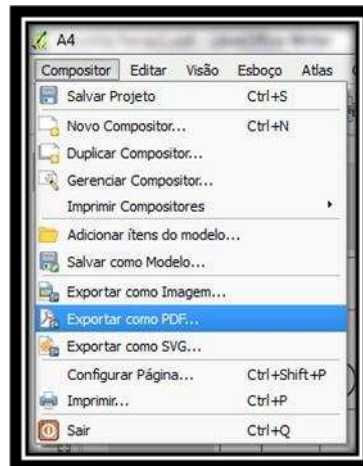 A4
Compositor Editar Visão Esboço Atlas
Salvar Projeto Ctrl+S
Novo Compositor... Ctrl+N
Duplicar Compositor...
Gerenciar Compositor...
Imprimir Compositores
Adicionar ítens do modelo...
Salvar como Modelo...
Exportar como Imagem...
Exportar como PDF...
Exportar como SVG...
Configurar Página... Ctrl+Shift+P
Imprimir... Ctrl+P
Sair Ctrl+Q